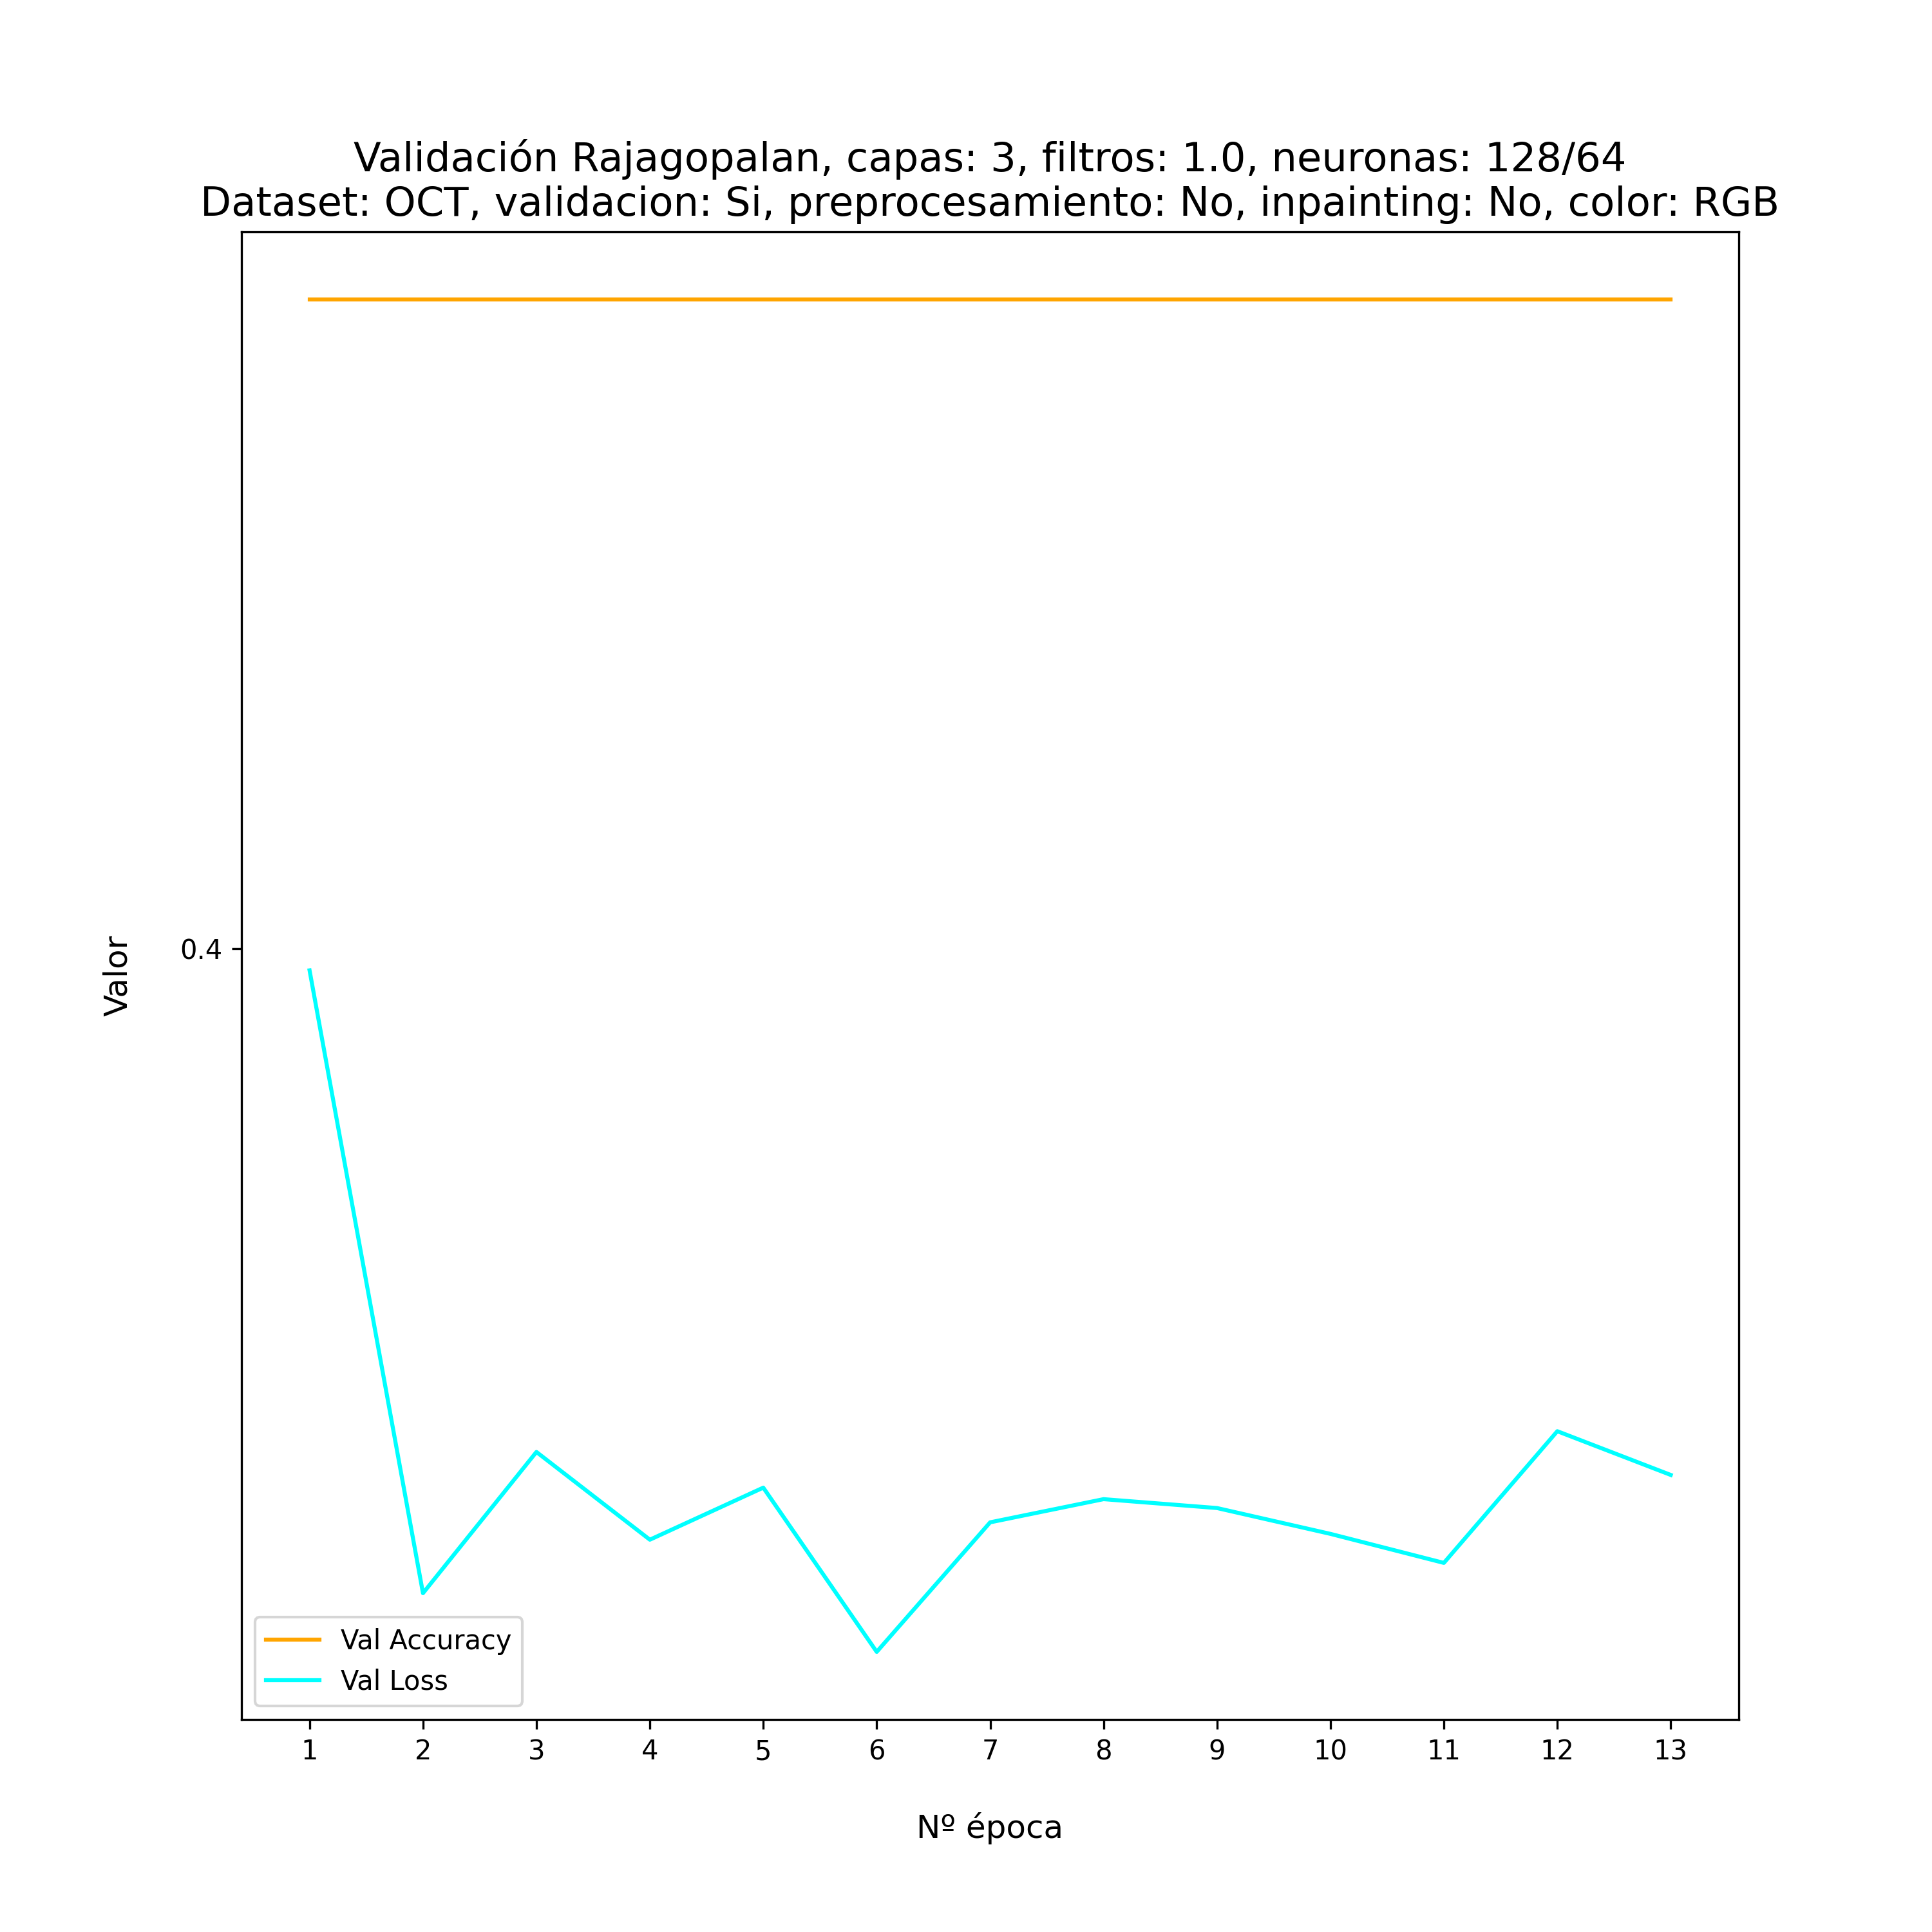 Validación Rajagopalan, capas: 3, filtros: 1.0, neuronas: 128/64
Dataset: OCT, validacion: Si, preprocesamiento: No, inpainting: No, color: RGB
Valor
0.4
Val Accuracy
Val Loss
1 2 3 4 5 6 7 8 9 10 11 12 13
Nº época